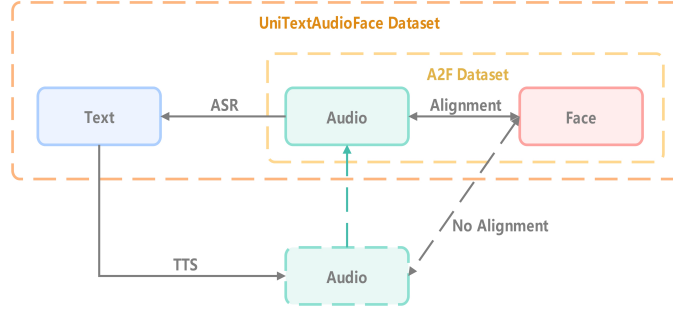 UniTextAudioFace Dataset
A2F Dataset
Text
ASR
Audio
Alignment
Face
No Alignment
TTS
Audio